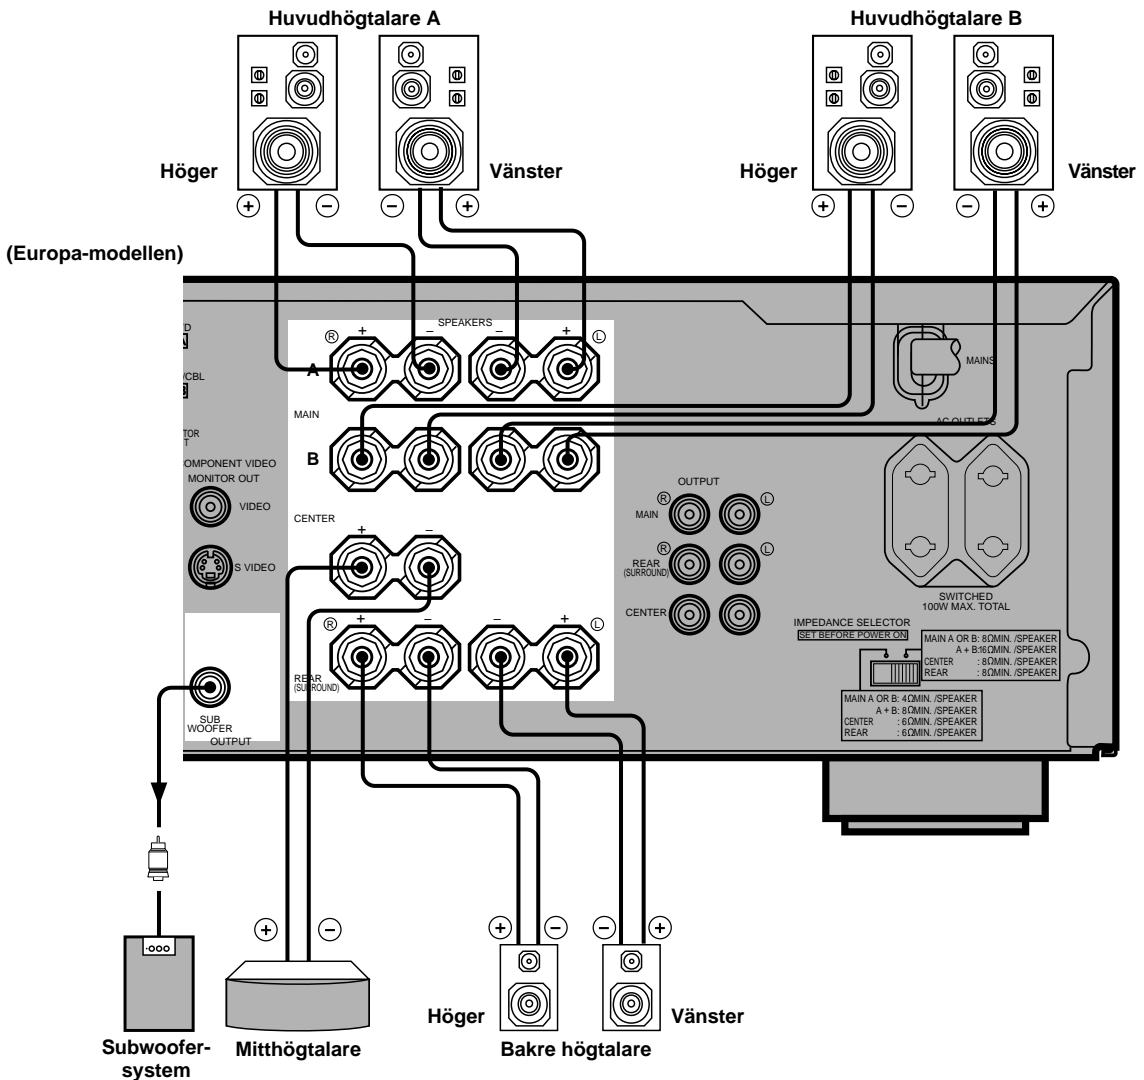 Huvudhögtalare A
Huvudhögtalare B
Höger
Vänster
Höger
Vänster
+ − − + + − − +
(Europa-modellen)
SPEAKERS
R + − + L
A
MAIN
B
/CBL
COMPONENT VIDEO
MONITOR OUT
VIDEO
S VIDEO
CENTER
+ −
R + − − + L
REAR
(SURROUND)
SUB
WOOFER
OUTPUT
MAINS
AC OUTLETS
SWITCHED
100W MAX. TOTAL
OUTPUT
R L
MAIN
R L
REAR
(SURROUND)
CENTER
IMPEDANCE SELECTOR
SET BEFORE POWER ON
MAIN A OR B: 8ΩMIN. /SPEAKER
A + B:16ΩMIN. /SPEAKER
CENTER : 8ΩMIN. /SPEAKER
REAR : 8ΩMIN. /SPEAKER
MAIN A OR B: 4ΩMIN. /SPEAKER
A + B: 8ΩMIN. /SPEAKER
CENTER : 6ΩMIN. /SPEAKER
REAR : 6ΩMIN. /SPEAKER
+ − + − − +
Höger
Vänster
Subwoofer-
system
Mitthögtalare
Bakre högtalare